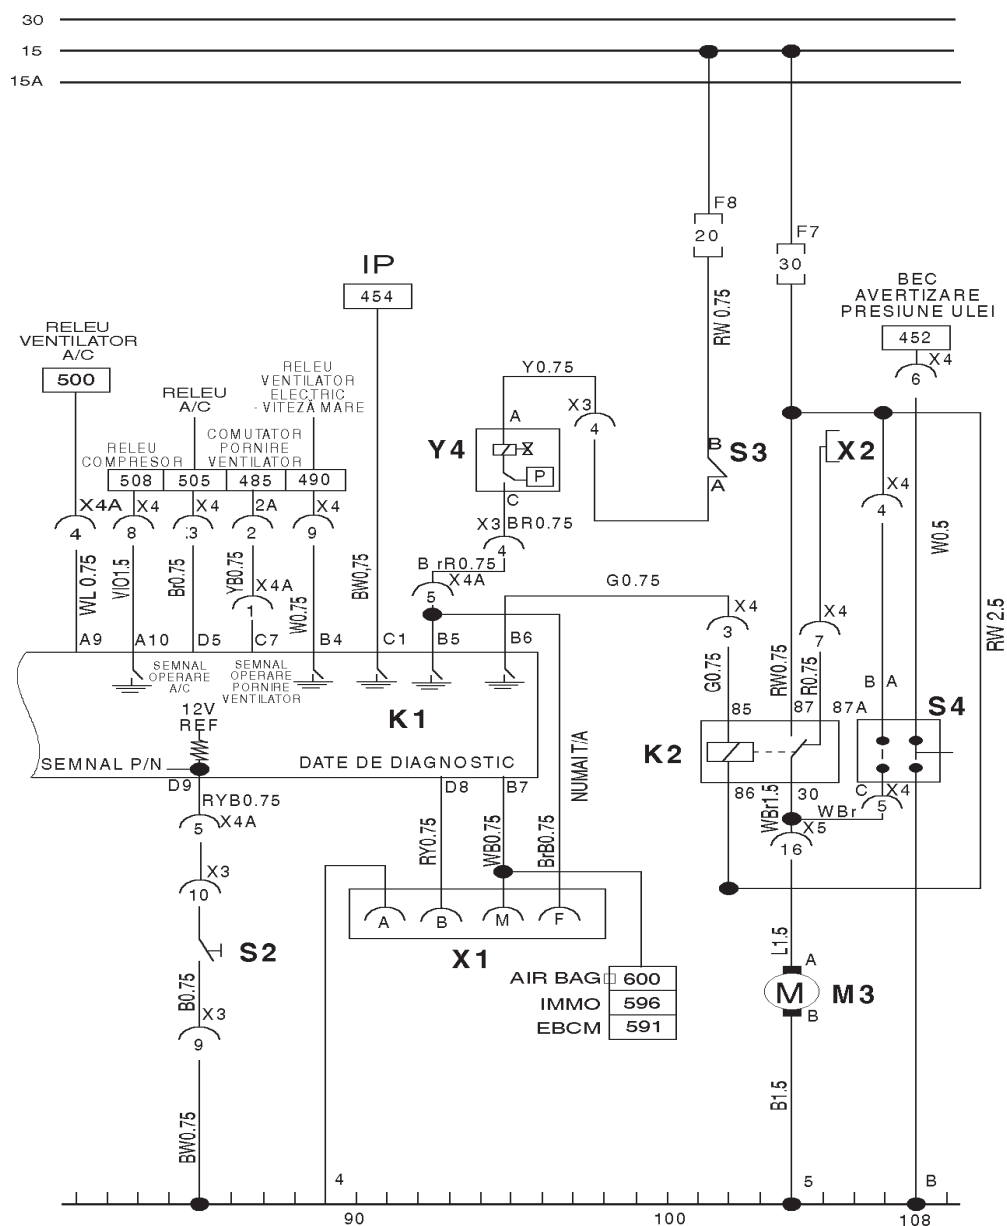 30
15
15A
F8
20
F7
30
IP
454
BEC
AVERTIZARE
PRESIUNE ULEI
452
X4
6
RELEU
VENTILATOR
A/C
500
RELEU
A/C
RELEU
VENTILATOR
ELECTRIC
- VITEZĂ MARE
RELEU
COMPRESOR
COMUTATOR
PORNIRE
VENTILATOR
508
505
485
490
Y0.75
RW 0.75
A
X3
4
Y4
P
C
B
S3
A
X2
X4A
4
X4
8
X4
3
2A
2
X4
9
X3
BR0.75
4
X4
4
W0.5
WL 0.75
VIO1.5
Br0.75
YB0.75
X4A
1
W0.75
BW0,75
B rR0.75
X4A
5
G0.75
X4
3
X4
7
RW 2.5
A9
A10
D5
C7
B4
C1
B5
B6
G0.75
RW0.75
R0.75
B
A
SEMNAL
OPERARE
A/C
SEMNAL
OPERARE
PORNIRE
VENTILATOR
12V
REF
K1
85
87
87A
S4
K2
SEMNAL P/N
DATE DE DIAGNOSTIC
NUMAIT/A
D9
D8
B7
86
30
C
X4
5
RYB0.75
5
X4A
RY0.75
WB0.75
BrB0.75
WBr1.5
WBr
X5
16
X3
10
A
B
M
F
X1
S2
L1.5
A
M
M3
B
AIR BAG
600
IMMO
596
EBCM
591
B0.75
X3
9
B1.5
BW0.75
4
5
B
90
100
108